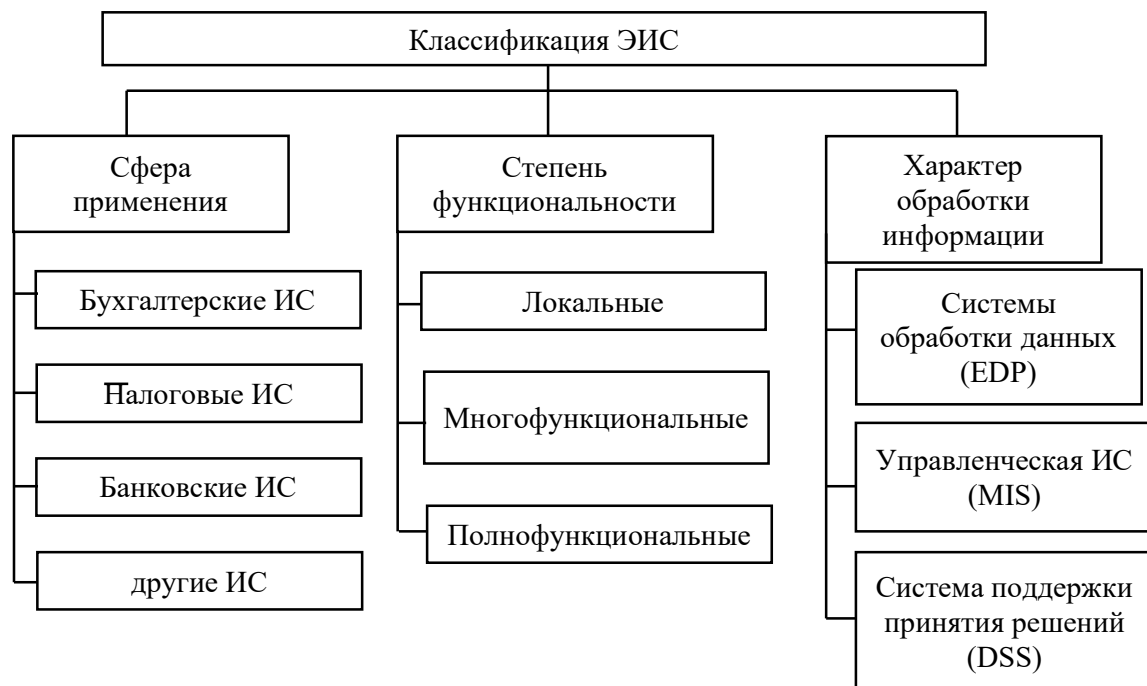 Классификация ЭИС
Сфера
применения
Бухгалтерские ИС
Налоговые ИС
Банковские ИС
другие ИС
Степень
функциональности
Локальные
Многофункциональные
Полнофункциональные
Характер
обработки
информации
Системы
обработки данных
(EDP)
Управленческая ИС
(MIS)
Система поддержки
принятия решений
(DSS)